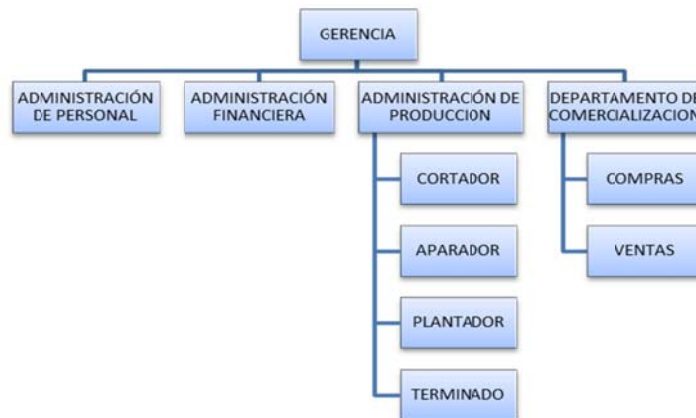 GERENCIA
ADMINISTRACIÓN
DE PERSONAL
ADMINISTRACIÓN
FINANCIERA
ADMINISTRACIÓN DE
PRODUCCION
DEPARTAMENTO DE
COMERCIALIZACION
CORTADOR
APARADOR
PLANTADOR
TERMINADO
COMPRAS
VENTAS